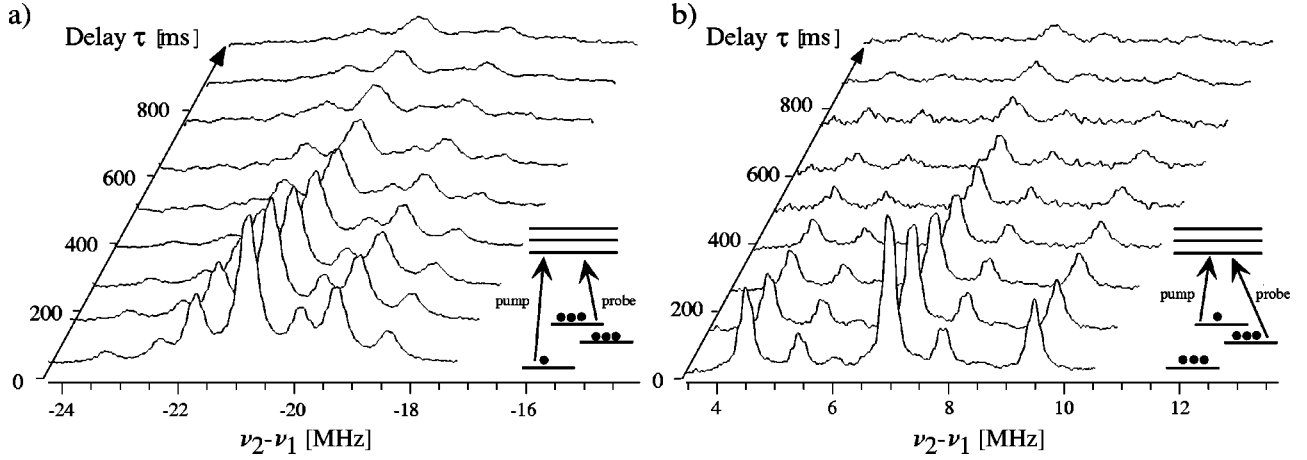 a)
Delay τ [ms]
800
600
400
200
0
pump
probe
-24
-22
-20
-18
-16
ν2-ν1 [MHz]
b)
Delay τ [ms]
800
600
400
200
0
pump
probe
4
6
8
10
12
ν2-ν1 [MHz]